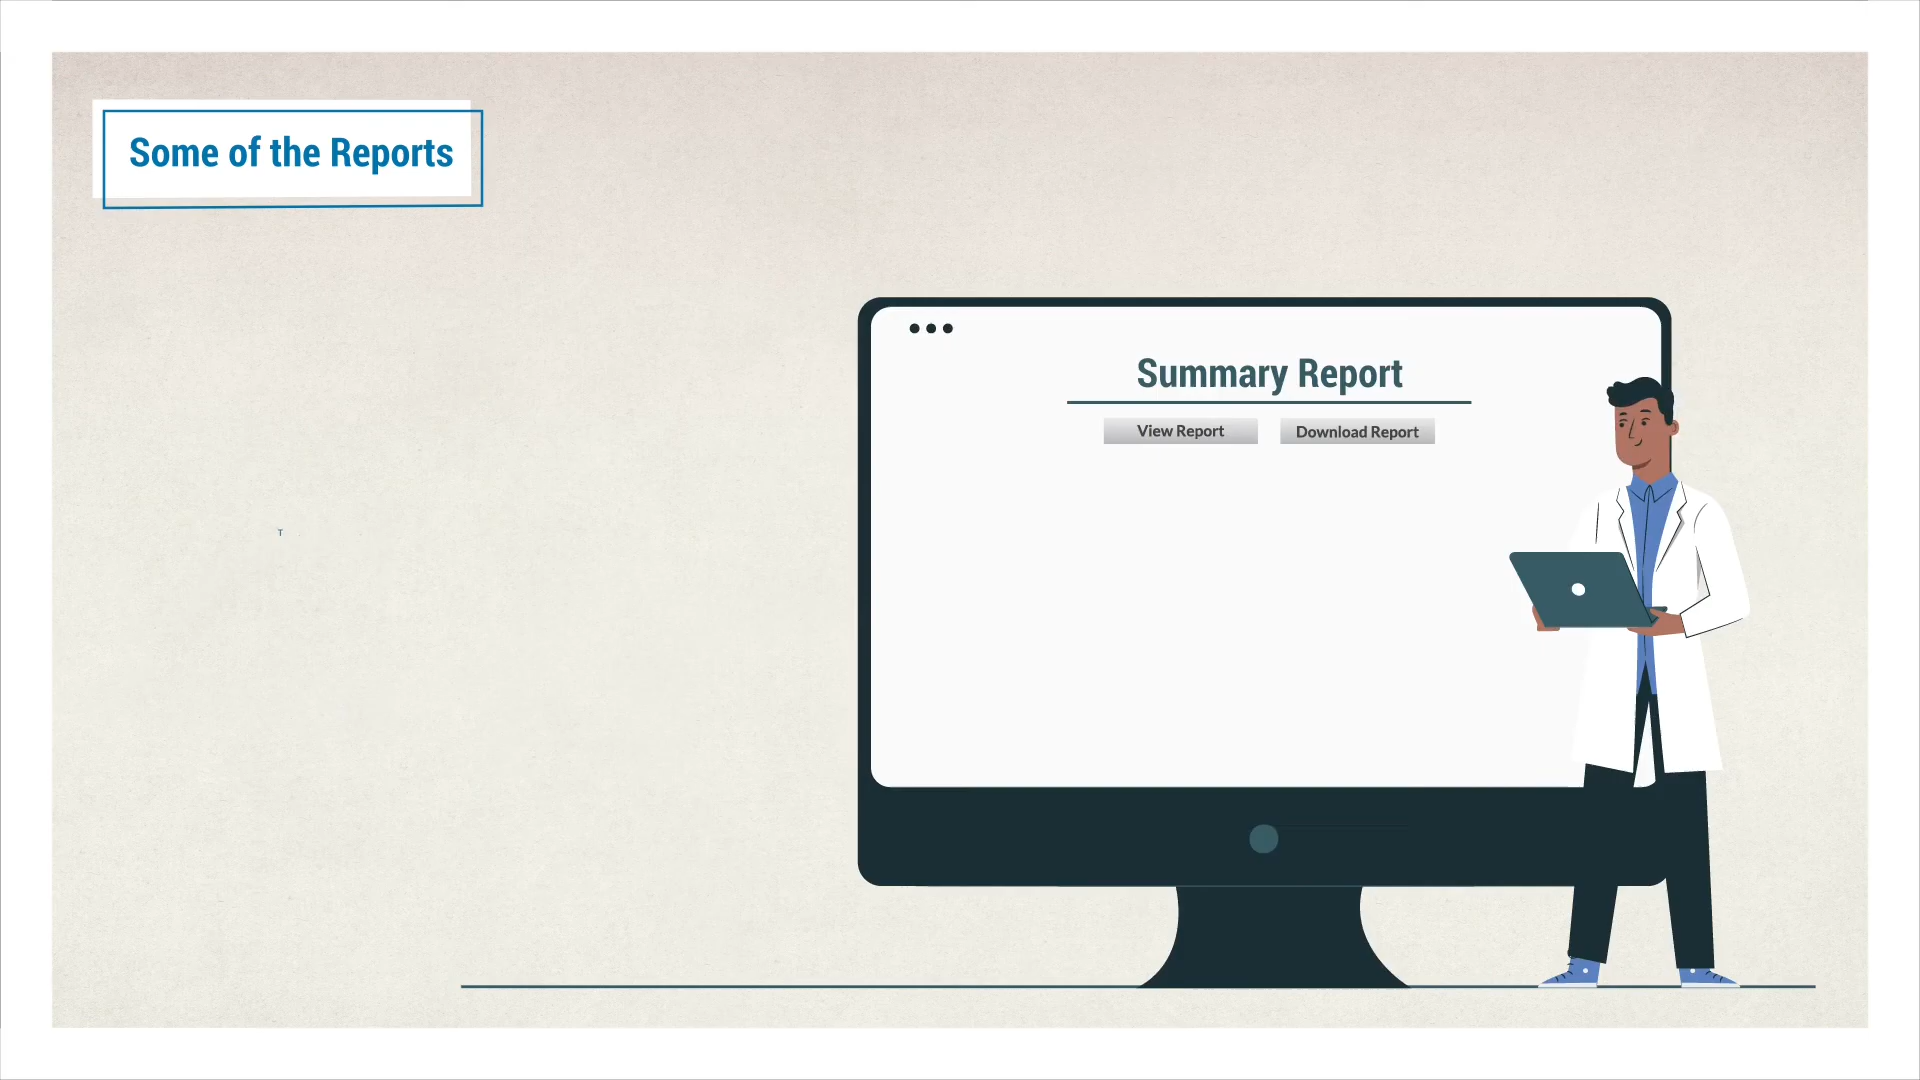 Some of the Reports
Summary Report
View Report
Download Report
T